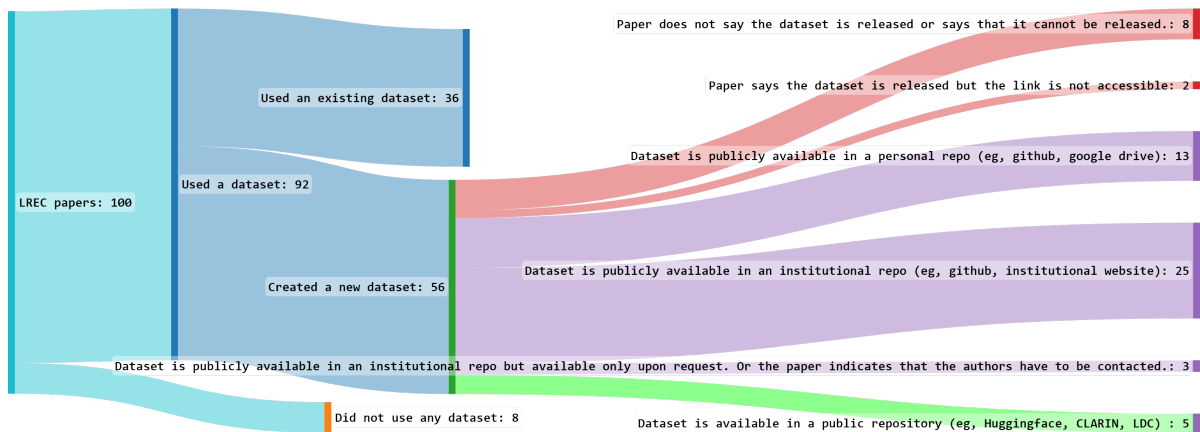 Paper does not say the dataset is released or says that it cannot be released.: 8
Paper says the dataset is released but the link is not accessible: 2
Used an existing dataset: 36
Dataset is publicly available in a personal repo (eg, github, google drive): 13
Used a dataset: 92
LREC papers: 100
Dataset is publicly available in an institutional repo (eg, github, institutional website): 25
Created a new dataset: 56
Dataset is publicly available in an institutional repo but available only upon request. Or the paper indicates that the authors have to be contacted.: 3
Did not use any dataset: 8
Dataset is available in a public repository (eg, Huggingface, CLARIN, LDC) : 5